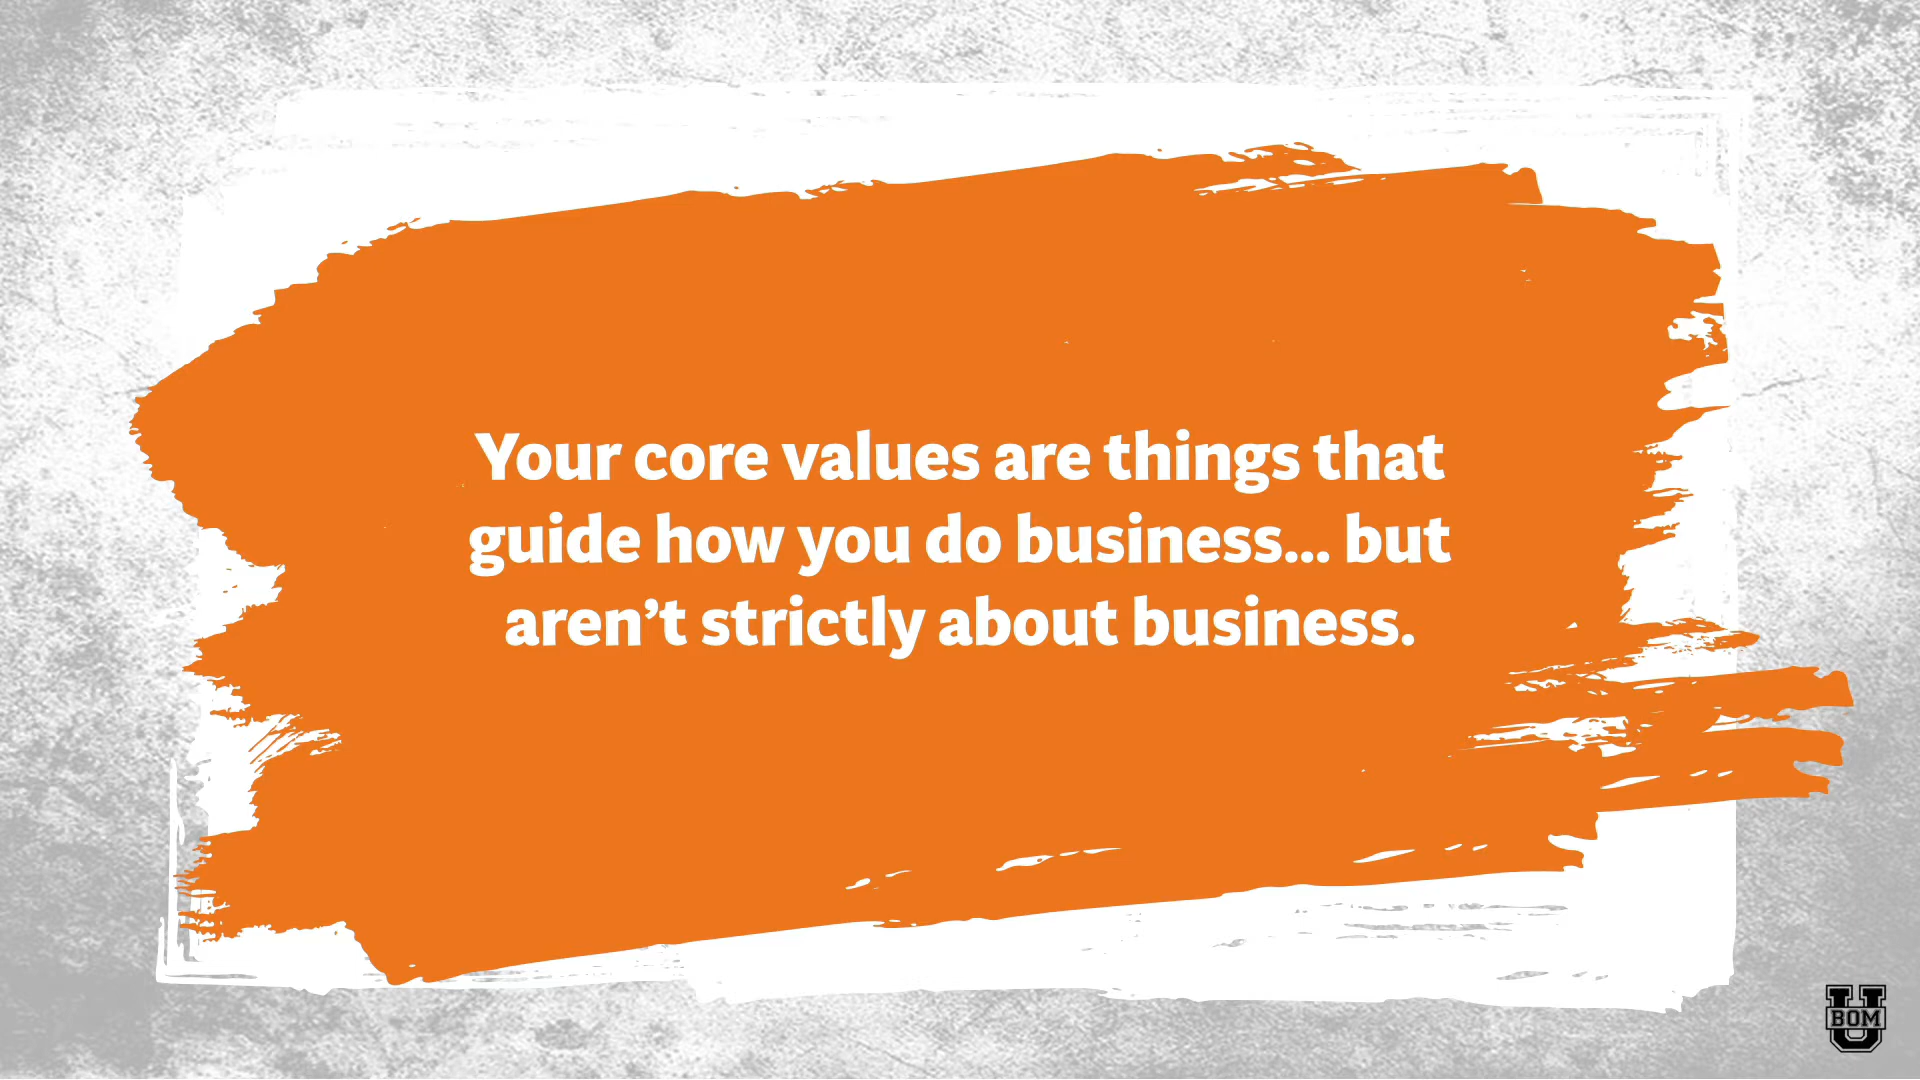 Your core values are things that
guide how you do business... but
aren’t strictly about business.
U
BOM